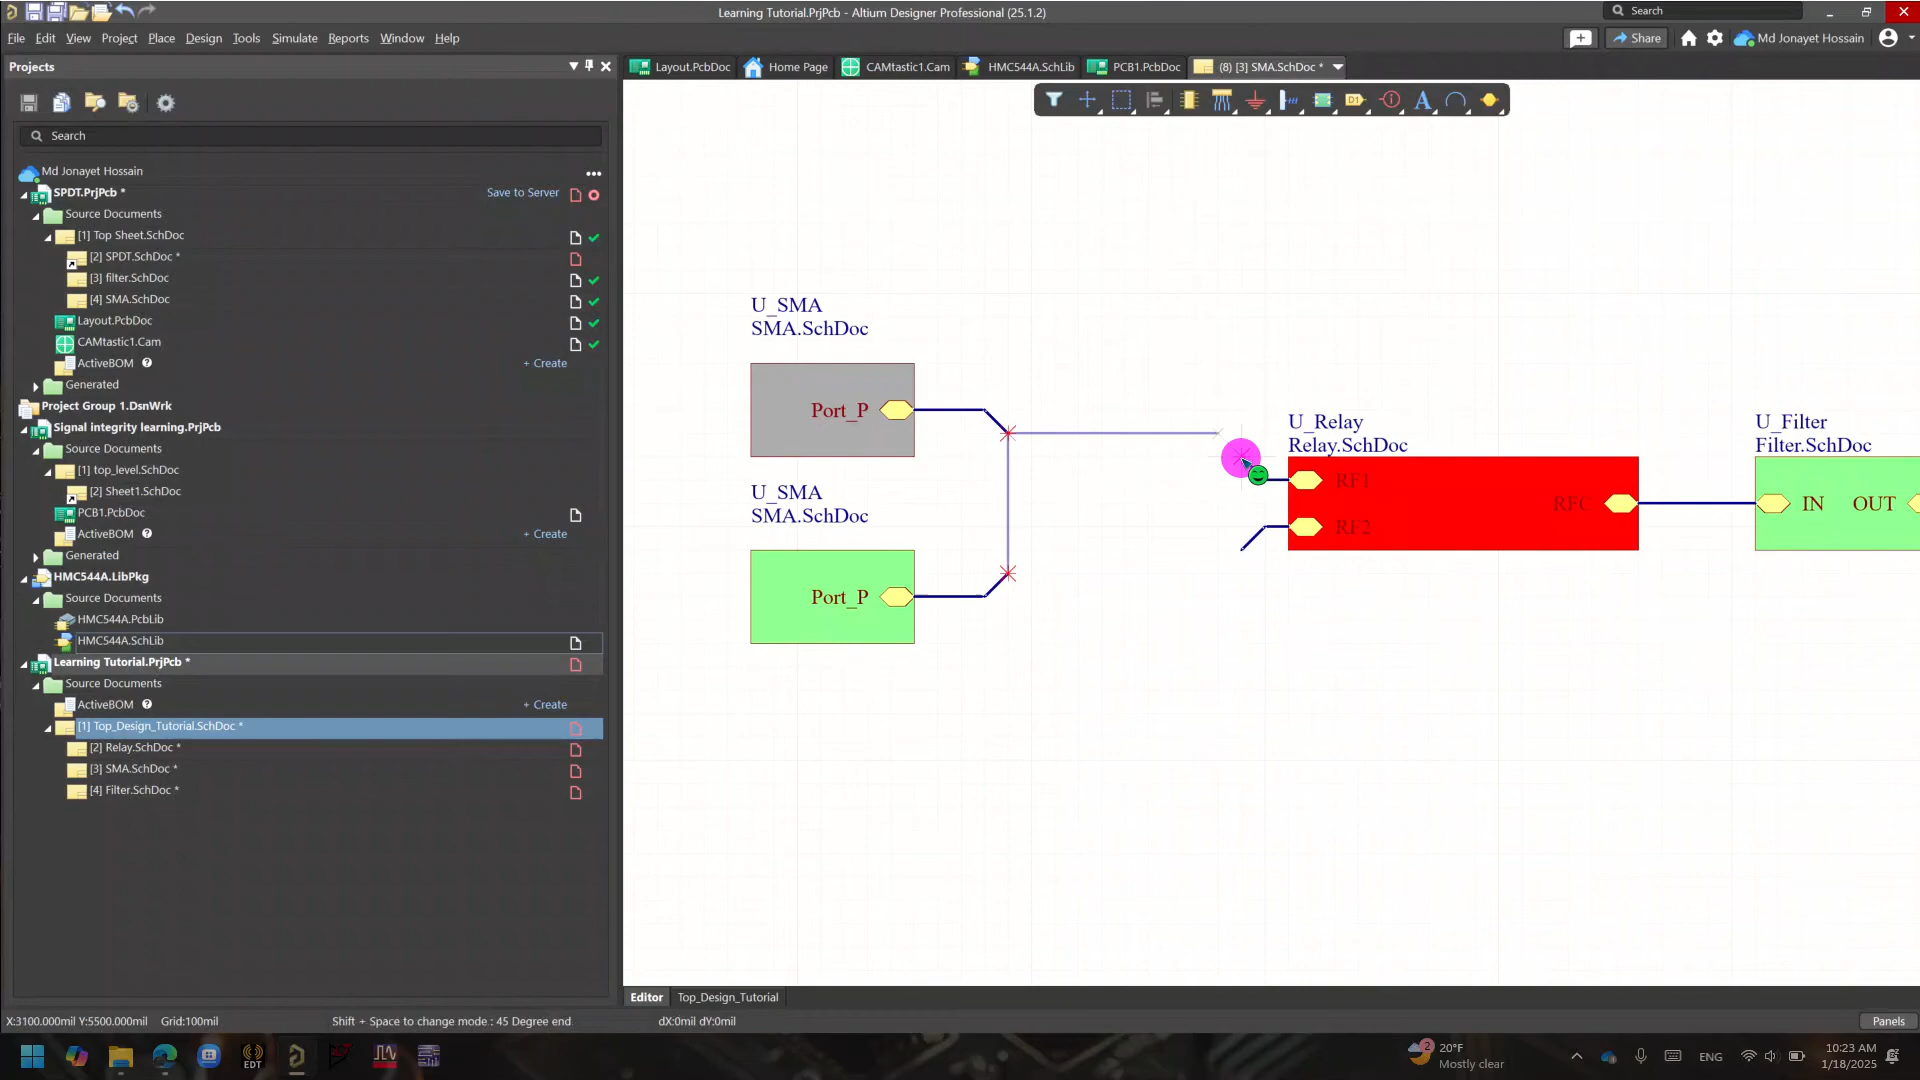 Learning Tutorial.PrjPcb - Altium Designer Professional (25.1.2)
Search
File Edit View Project Place Design Tools Simulate Reports Window Help
Share
Md Jonayet Hossain
Projects
Layout.PcbDoc
Home Page
CAMtastic1.Cam
HMC544A.SchLib
PCB1.PcbDoc
(8) [3] SMA.SchDoc *
Search
Md Jonayet Hossain
SPDT.PrjPcb *
Save to Server
Source Documents
[1] Top Sheet.SchDoc
[2] SPDT.SchDoc *
[3] filter.SchDoc
[4] SMA.SchDoc
Layout.PcbDoc
CAMtastic1.Cam
ActiveBOM
+ Create
Generated
Project Group 1.DsnWrk
Signal integrity learning.PrjPcb
Source Documents
[1] top_level.SchDoc
[2] Sheet1.SchDoc
PCB1.PcbDoc
ActiveBOM
+ Create
Generated
HMC544A.LibPkg
Source Documents
HMC544A.PcbLib
HMC544A.SchLib
Learning Tutorial.PrjPcb *
Source Documents
ActiveBOM
+ Create
[1] Top_Design_Tutorial.SchDoc *
[2] Relay.SchDoc *
[3] SMA.SchDoc *
[4] Filter.SchDoc *
D1
A
U_SMA
SMA.SchDoc
Port_P
U_SMA
SMA.SchDoc
Port_P
U_Relay
Relay.SchDoc
RF1
RFC
RF2
U_Filter
Filter.SchDoc
IN OUT
Editor
Top_Design_Tutorial
X:3100.000mil Y:5500.000mil Grid:100mil
Shift + Space to change mode : 45 Degree end
dX:0mil dY:0mil
Panels
EDT
2
20°F
Mostly clear
ENG
10:23 AM
1/18/2025